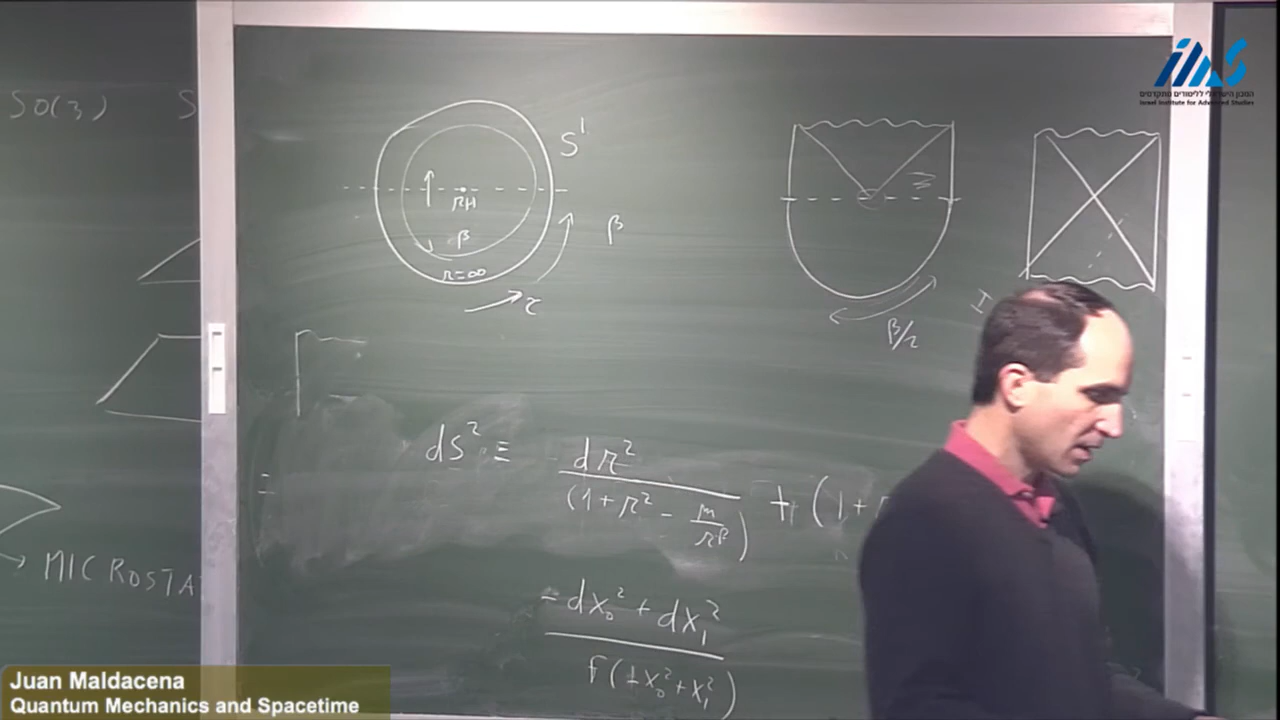 המכון הישראלי ללימודים מתקדמים
Israel Institute for Advanced Studies
SO(3) S
S¹
rH
β
β
r=∞
τ
β/2
I
ds² =
dr²
(1+r² - m/r^p)
+ (1+r
=
MICROSTA
-dx₀² + dx₁²
F(±x₀²+x₁²)
Juan Maldacena
Quantum Mechanics and Spacetime